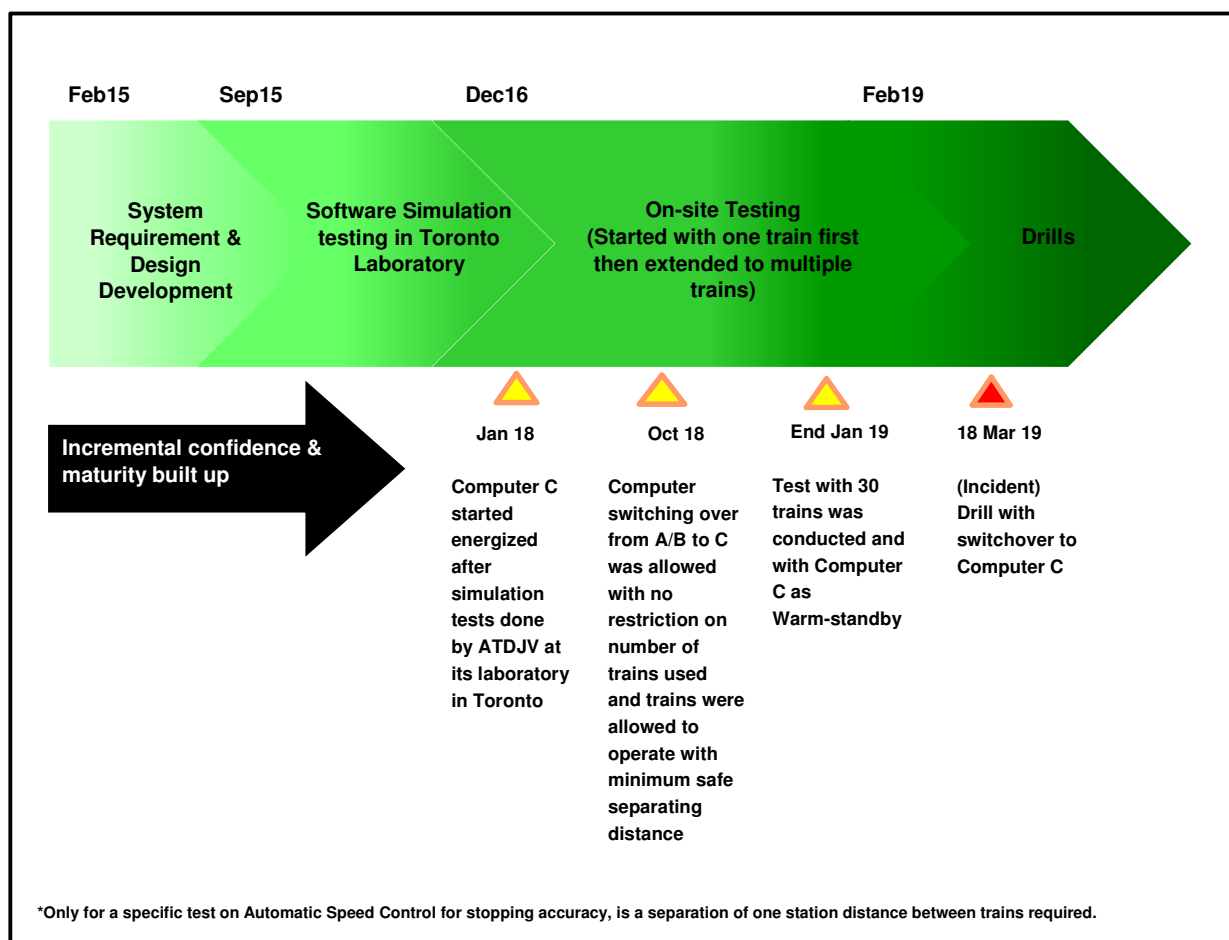 Feb15
Sep15
Dec16
Feb19
System
Requirement &
Design
Development
Software Simulation
testing in Toronto
Laboratory
On-site Testing
(Started with one train first
then extended to multiple
trains)
Drills
Incremental confidence &
maturity built up
Jan 18
Computer C
started
energized
after
simulation
tests done
by ATDJV at
its laboratory
in Toronto
Oct 18
Computer
switching over
from A/B to C
was allowed
with no
restriction on
number of
trains used
and trains were
allowed to
operate with
minimum safe
separating
distance
End Jan 19
Test with 30
trains was
conducted and
with Computer
C as
Warm-standby
18 Mar 19
(Incident)
Drill with
switchover to
Computer C
*Only for a specific test on Automatic Speed Control for stopping accuracy, is a separation of one station distance between trains required.